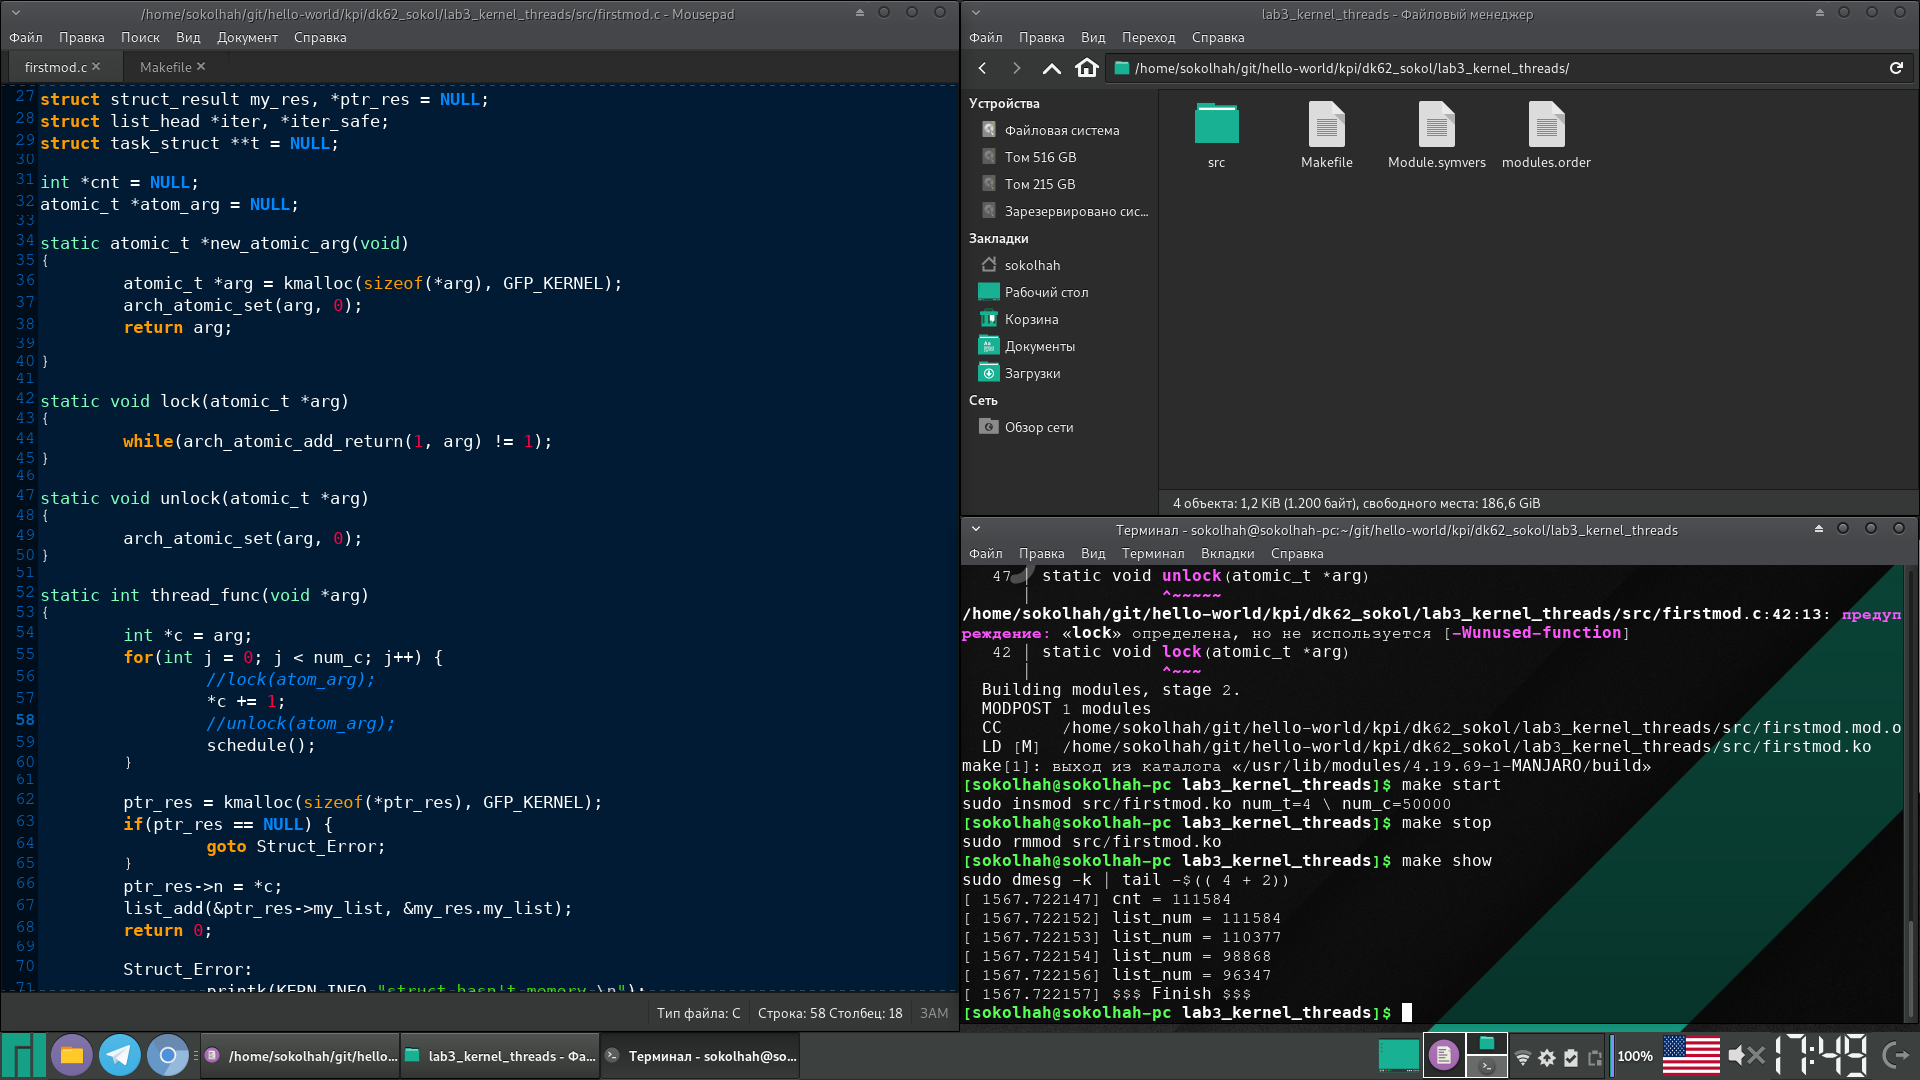 /home/sokolhah/git/hello-world/kpi/dk62_sokol/lab3_kernel_threads/src/firstmod.c - Mousepad
Файл Правка Поиск Вид Документ Справка
firstmod.c Makefile
27 struct struct_result my_res, *ptr_res = NULL;
28 struct list_head *iter, *iter_safe;
29 struct task_struct **t = NULL;
30
31 int *cnt = NULL;
32 atomic_t *atom_arg = NULL;
33
34 static atomic_t *new_atomic_arg(void)
35 {
36 atomic_t *arg = kmalloc(sizeof(*arg), GFP_KERNEL);
37 arch_atomic_set(arg, 0);
38 return arg;
39
40 }
41
42 static void lock(atomic_t *arg)
43 {
44 while(arch_atomic_add_return(1, arg) != 1);
45 }
46
47 static void unlock(atomic_t *arg)
48 {
49 arch_atomic_set(arg, 0);
50 }
51
52 static int thread_func(void *arg)
53 {
54 int *c = arg;
55 for(int j = 0; j < num_c; j++) {
56 //lock(atom_arg);
57 *c += 1;
58 //unlock(atom_arg);
59 schedule();
60 }
61
62 ptr_res = kmalloc(sizeof(*ptr_res), GFP_KERNEL);
63 if(ptr_res == NULL) {
64 goto Struct_Error;
65 }
66 ptr_res->n = *c;
67 list_add(&ptr_res->my_list, &my_res.my_list);
68 return 0;
69
70 Struct_Error:
71 printk(KERN_INFO "struct hasn't memory \n");
Тип файла: C Строка: 58 Столбец: 18 ЗАМ
lab3_kernel_threads - Файловый менеджер
Файл Правка Вид Переход Справка
/home/sokolhah/git/hello-world/kpi/dk62_sokol/lab3_kernel_threads/
Устройства
Файловая система
Том 516 GB
Том 215 GB
Зарезервировано сис...
Закладки
sokolhah
Рабочий стол
Корзина
Документы
Загрузки
Сеть
Обзор сети
src Makefile Module.symvers modules.order
4 объекта: 1,2 KiB (1.200 байт), свободного места: 186,6 GiB
Терминал - sokolhah@sokolhah-pc:~/git/hello-world/kpi/dk62_sokol/lab3_kernel_threads
Файл Правка Вид Терминал Вкладки Справка
47 | static void unlock(atomic_t *arg)
| ^~~~~~
/home/sokolhah/git/hello-world/kpi/dk62_sokol/lab3_kernel_threads/src/firstmod.c:42:13: предуп
реждение: «lock» определена, но не используется [-Wunused-function]
42 | static void lock(atomic_t *arg)
| ^~~~
Building modules, stage 2.
MODPOST 1 modules
CC /home/sokolhah/git/hello-world/kpi/dk62_sokol/lab3_kernel_threads/src/firstmod.mod.o
LD [M] /home/sokolhah/git/hello-world/kpi/dk62_sokol/lab3_kernel_threads/src/firstmod.ko
make[1]: выход из каталога «/usr/lib/modules/4.19.69-1-MANJARO/build»
[sokolhah@sokolhah-pc lab3_kernel_threads]$ make start
sudo insmod src/firstmod.ko num_t=4 \ num_c=50000
[sokolhah@sokolhah-pc lab3_kernel_threads]$ make stop
sudo rmmod src/firstmod.ko
[sokolhah@sokolhah-pc lab3_kernel_threads]$ make show
sudo dmesg -k | tail -$(( 4 + 2))
[ 1567.722147] cnt = 111584
[ 1567.722152] list_num = 111584
[ 1567.722153] list_num = 110377
[ 1567.722154] list_num = 98868
[ 1567.722156] list_num = 96347
[ 1567.722157] $$$ Finish $$$
[sokolhah@sokolhah-pc lab3_kernel_threads]$
/home/sokolhah/git/hello... lab3_kernel_threads - Фа... Терминал - sokolhah@so... 100% 17:49